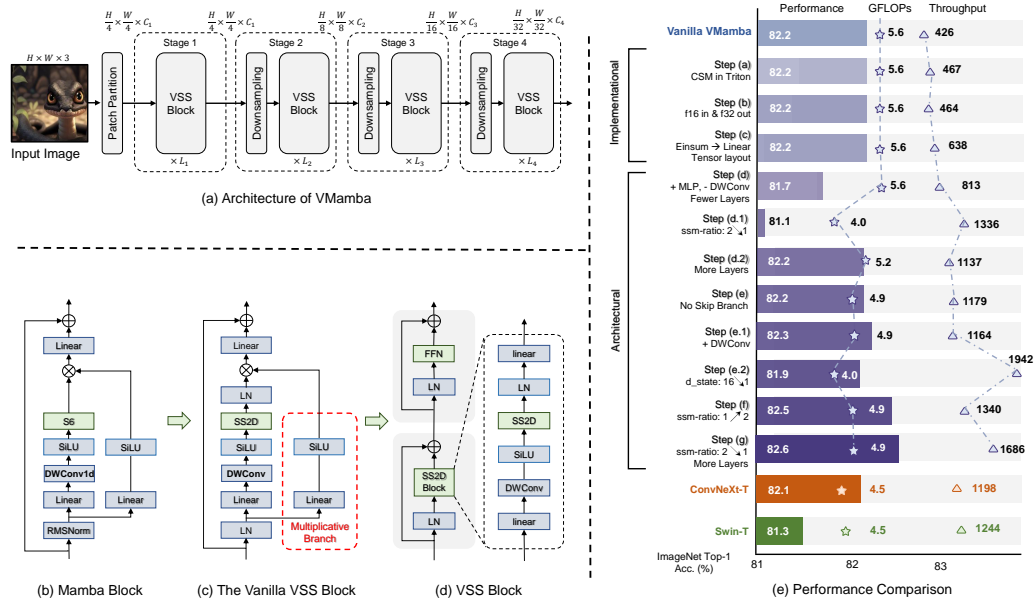 H/4 × W/4 × C₁
H/4 × W/4 × C₁
H/8 × W/8 × C₂
H/16 × W/16 × C₃
H/32 × W/32 × C₄
H × W × 3
Input Image
Patch Partition
Stage 1
VSS
Block
× L₁
Stage 2
Downsampling
VSS
Block
× L₂
Stage 3
Downsampling
VSS
Block
× L₃
Stage 4
Downsampling
VSS
Block
× L₄
(a) Architecture of VMamba
Linear
S6
SiLU
SiLU
DWConv1d
Linear
Linear
RMSNorm
(b) Mamba Block
Linear
LN
SS2D
SiLU
SiLU
DWConv
Linear
Linear
LN
Multiplicative
Branch
(c) The Vanilla VSS Block
FFN
LN
SS2D
Block
LN
linear
LN
SS2D
SiLU
DWConv
linear
(d) VSS Block
Performance
GFLOPs
Throughput
Implementational
Architectural
Vanilla VMamba
82.2
5.6
426
Step (a)
CSM in Triton
82.2
5.6
467
Step (b)
f16 in & f32 out
82.2
5.6
464
Step (c)
Einsum → Linear
Tensor layout
82.2
5.6
638
Step (d)
+ MLP, - DWConv
Fewer Layers
81.7
5.6
813
Step (d.1)
ssm-ratio: 2↘1
81.1
4.0
1336
Step (d.2)
More Layers
82.2
5.2
1137
Step (e)
No Skip Branch
82.2
4.9
1179
Step (e.1)
+ DWConv
82.3
4.9
1164
Step (e.2)
d_state: 16↘1
81.9
4.0
1942
Step (f)
ssm-ratio: 1↗2
82.5
4.9
1340
Step (g)
ssm-ratio: 2↘1
More Layers
82.6
4.9
1686
ConvNeXt-T
82.1
4.5
1198
Swin-T
81.3
4.5
1244
ImageNet Top-1
Acc. (%)
81
82
83
(e) Performance Comparison